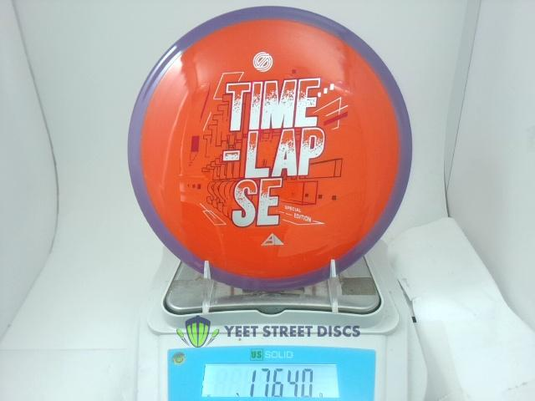 TIME
-LAP
SE
SPECIAL
EDITION
YEET STREET DISCS
US SOLID
176.40 g